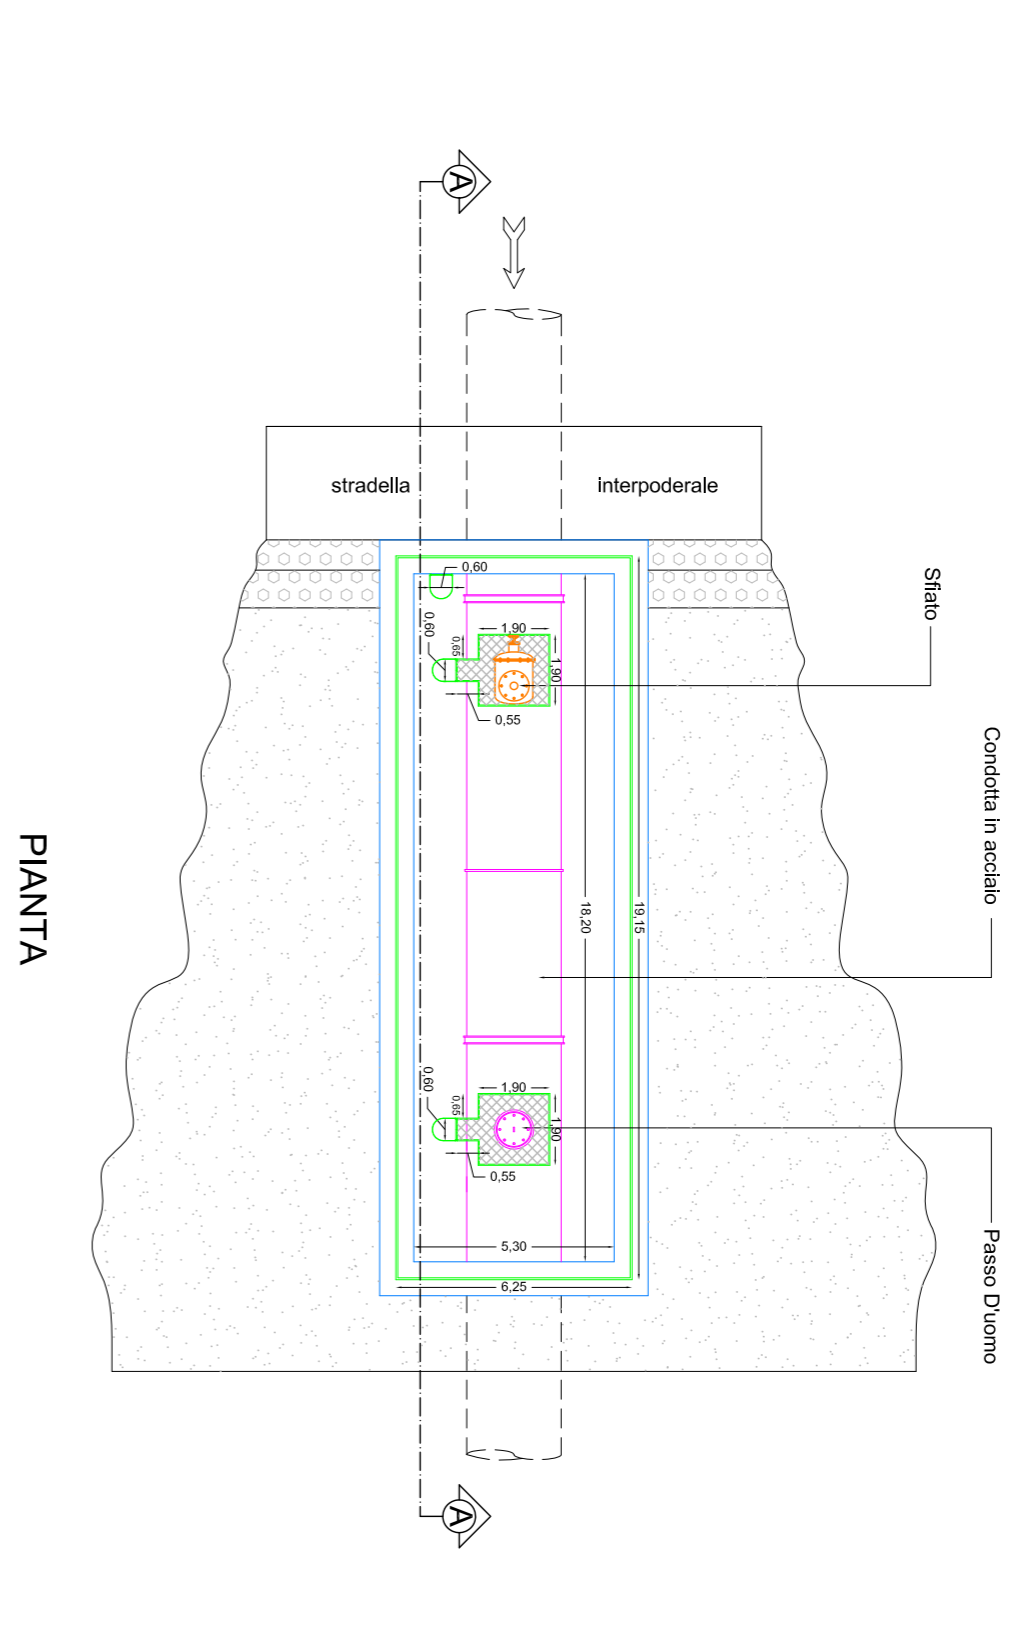 A
stradella interpoderale
Sfiato
0,60
0,60
0,65
1,90
1,90
0,55
Condotta in acciaio
18,20
19,15
PIANTA
0,60
0,65
1,90
1,90
0,55
Passo D'uomo
5,30
6,25
A